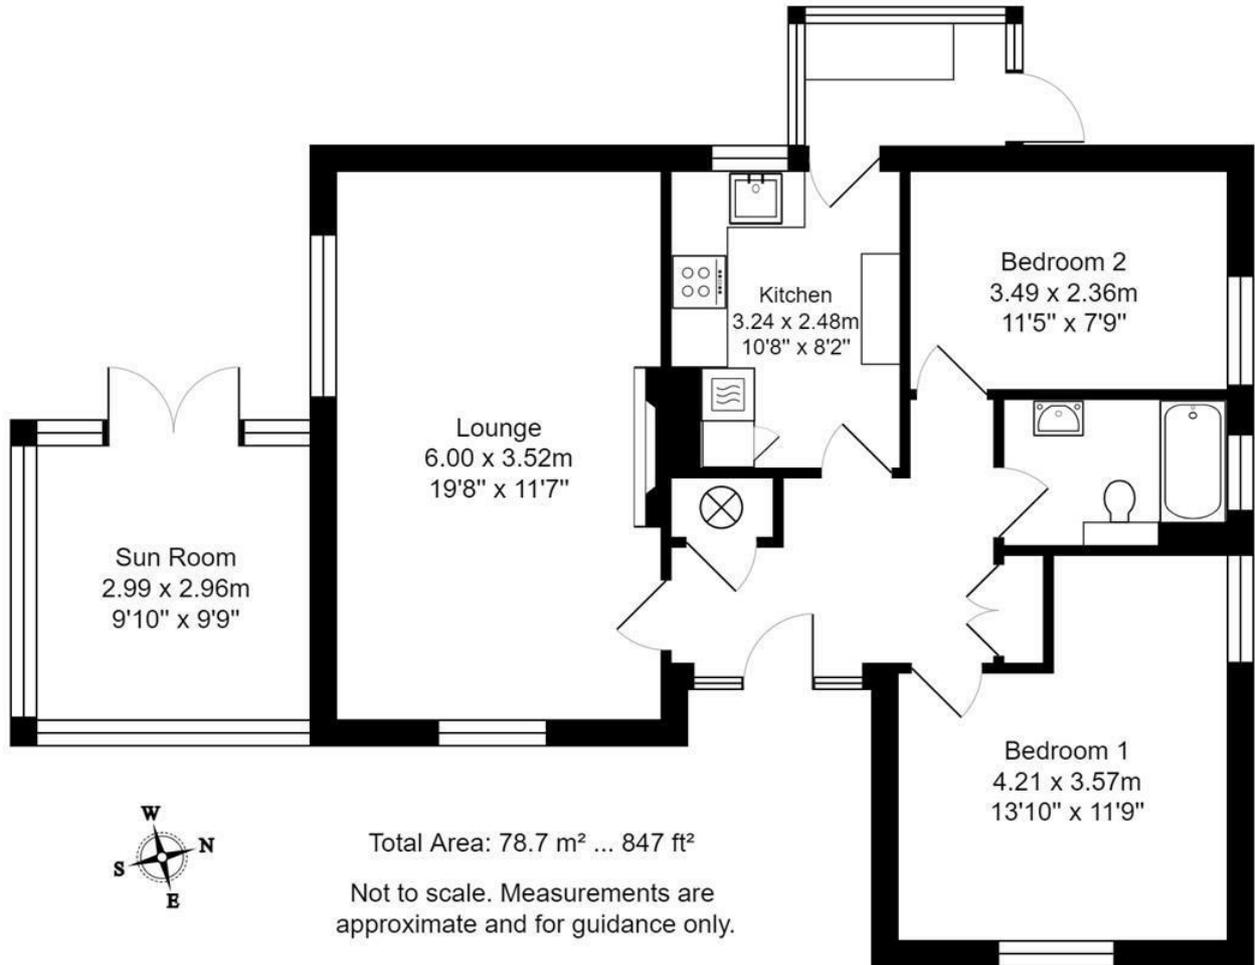 Bedroom 2
3.49 x 2.36m
11'5" x 7'9"
Kitchen
3.24 x 2.48m
10'8" x 8'2"
Lounge
6.00 x 3.52m
19'8" x 11'7"
Sun Room
2.99 x 2.96m
9'10" x 9'9"
Bedroom 1
4.21 x 3.57m
13'10" x 11'9"
W
N
S
E
Total Area: 78.7 m² ... 847 ft²
Not to scale. Measurements are
approximate and for guidance only.